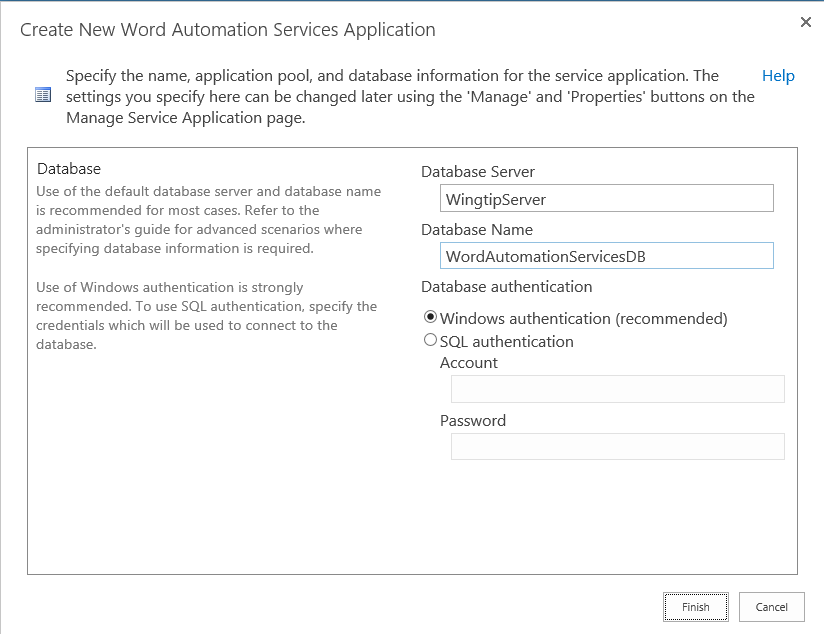 Create New Word Automation Services Application
Specify the name, application pool, and database information for the service application. The
settings you specify here can be changed later using the 'Manage' and 'Properties' buttons on the
Manage Service Application page.
Help
Database
Use of the default database server and database name
is recommended for most cases. Refer to the
administrator's guide for advanced scenarios where
specifying database information is required.
Use of Windows authentication is strongly
recommended. To use SQL authentication, specify the
credentials which will be used to connect to the
database.
Database Server
WingtipServer
Database Name
WordAutomationServicesDB
Database authentication
Windows authentication (recommended)
SQL authentication
Account
Password
Finish
Cancel